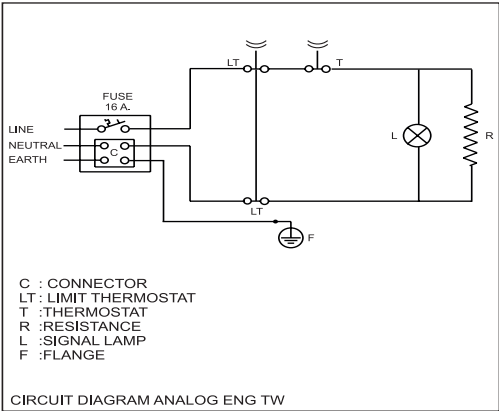 LT
T
FUSE
16 A.
LINE
NEUTRAL
C
EARTH
L
R
LT
F
C : CONNECTOR
LT : LIMIT THERMOSTAT
T :THERMOSTAT
R :RESISTANCE
L :SIGNAL LAMP
F :FLANGE
CIRCUIT DIAGRAM ANALOG ENG TW